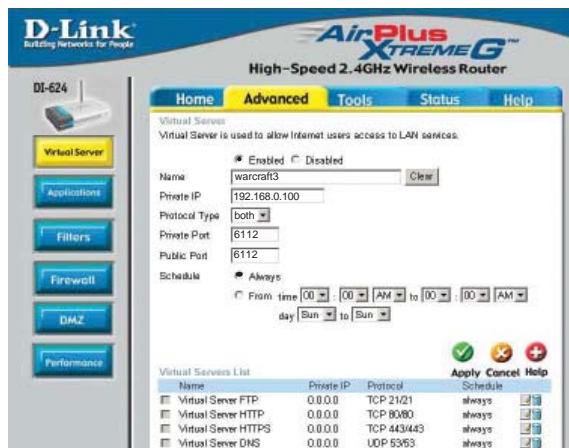 D-Link
Building Networks for People
AirPlus
XTREME G™
High-Speed 2.4GHz Wireless Router
DI-624
Home Advanced Tools Status Help
Virtual Server
Virtual Server is used to allow Internet users access to LAN services.
Enabled Disabled
Name warcraft3 Clear
Private IP 192.168.0.100
Protocol Type both
Private Port 6112
Public Port 6112
Schedule Always
From time 00 : 00 AM to 00 : 00 AM
day Sun to Sun
Apply Cancel Help
Virtual Servers List
Name Private IP Protocol Schedule
Virtual Server FTP 0.0.0.0 TCP 21/21 always
Virtual Server HTTP 0.0.0.0 TCP 80/80 always
Virtual Server HTTPS 0.0.0.0 TCP 443/443 always
Virtual Server DNS 0.0.0.0 UDP 53/53 always
Virtual Server
Applications
Filters
Firewall
DMZ
Performance